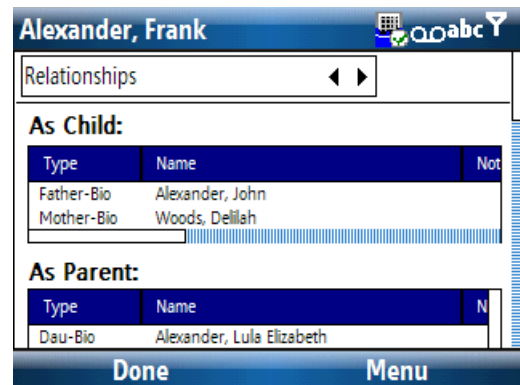 Alexander, Frank abc
Relationships
As Child:
Type Name Not
Father-Bio Alexander, John
Mother-Bio Woods, Delilah
As Parent:
Type Name N
Dau-Bio Alexander, Lula Elizabeth
Done Menu